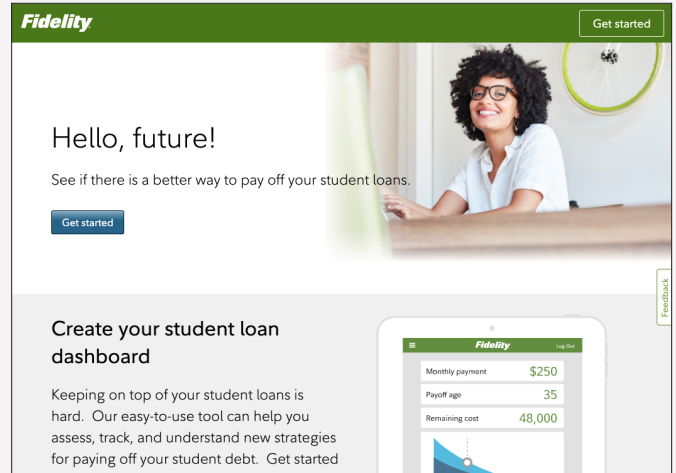 Fidelity
Get started
Hello, future!
See if there is a better way to pay off your student loans.
Get started
Feedback
Create your student loan
dashboard
Keeping on top of your student loans is
hard. Our easy-to-use tool can help you
assess, track, and understand new strategies
for paying off your student debt. Get started
Fidelity
Log Out
Monthly payment $250
Payoff age 35
Remaining cost 48,000